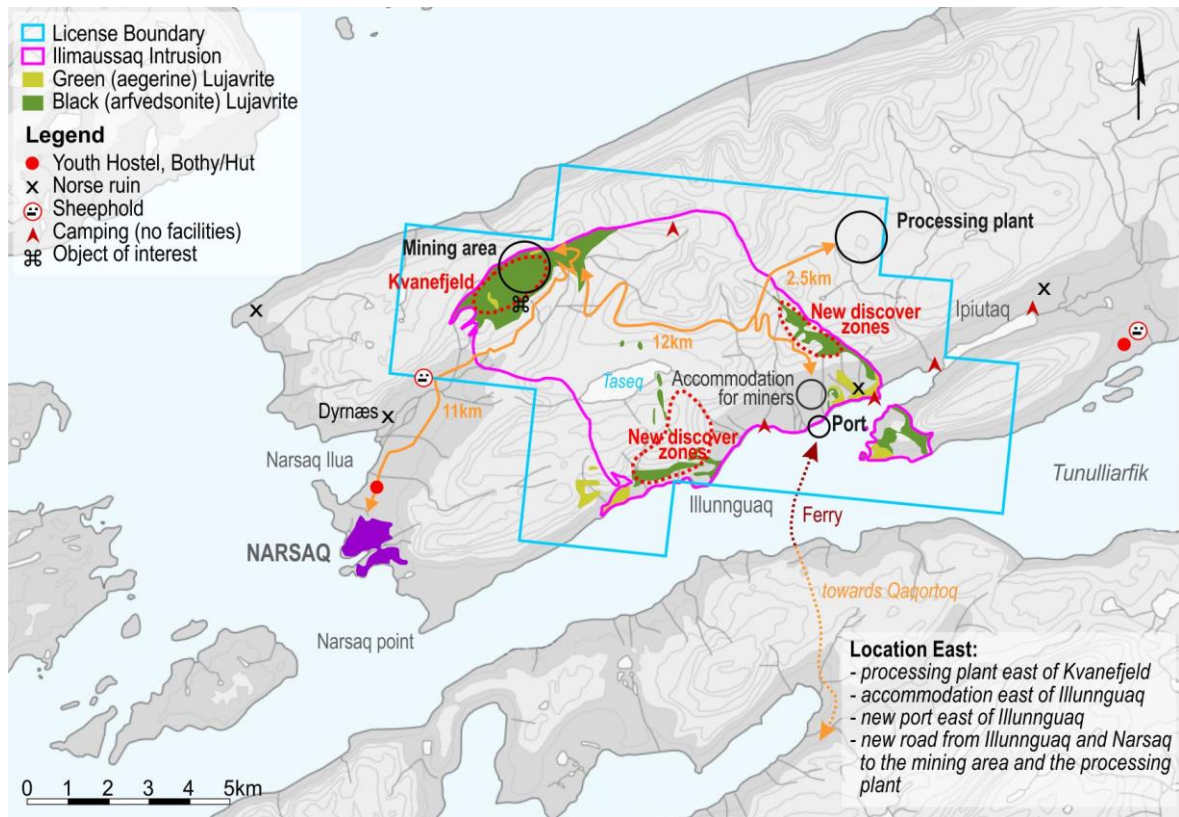 License Boundary
Ilimaussaq Intrusion
Green (aegerine) Lujavrite
Black (arfvedsonite) Lujavrite
Legend
Youth Hostel, Bothy/Hut
x Norse ruin
Sheephold
Camping (no facilities)
⌘ Object of interest
Mining area
Kvanefjeld
Processing plant
2.5km
New discover
zones
Ipiutaq
12km
Taseq
Accommodation
for miners
Dyrnæs
11km
Port
New discover
zones
Narsaq Ilua
Illunnguaq
Tunulliarfik
Ferry
NARSAQ
towards Qaqortoq
Narsaq point
Location East:
- processing plant east of Kvanefjeld
- accommodation east of Illunnguaq
- new port east of Illunnguaq
- new road from Illunnguaq and Narsaq
to the mining area and the processing
plant
0 1 2 3 4 5km